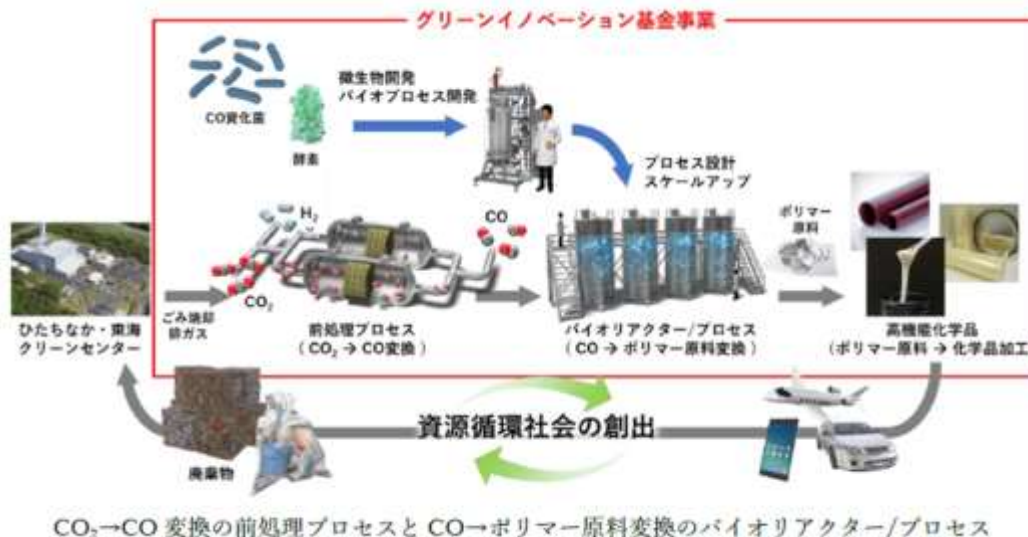 グリーンイノベーション基金事業
微生物開発
バイオプロセス開発
CO資化菌
酵素
プロセス設計
スケールアップ
H₂
CO
ポリマー
原料
CO₂
ごみ焼却
排ガス
ひたちなか・東海
クリーンセンター
前処理プロセス
（CO₂ → CO変換）
バイオリアクター/プロセス
（CO → ポリマー原料変換）
高機能化学品
（ポリマー原料 → 化学品加工
資源循環社会の創出
廃棄物
CO₂→CO 変換の前処理プロセスと CO→ポリマー原料変換のバイオリアクター/プロセス